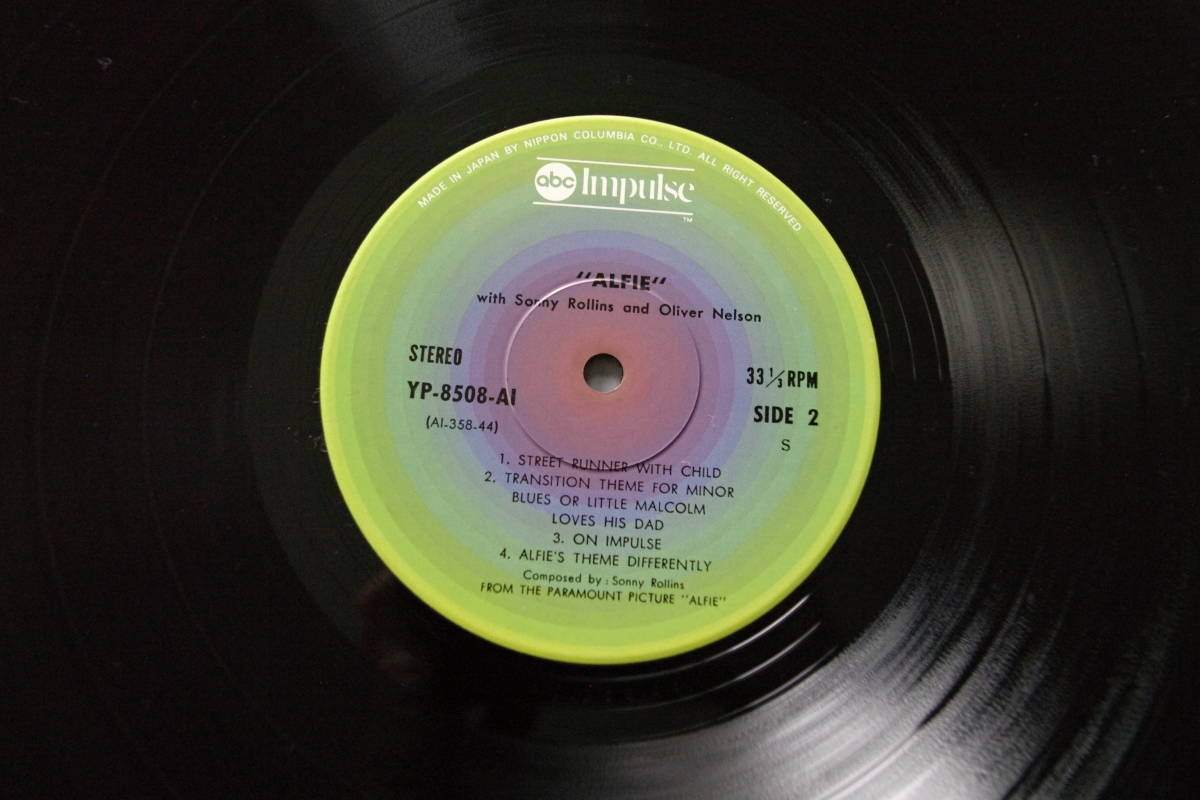 MADE IN JAPAN BY NIPPON COLUMBIA CO., LTD. ALL RIGHT RESERVED
abc Impulse
TM
"ALFIE"
with Sonny Rollins and Oliver Nelson
STEREO
33 1/3 RPM
YP-8508-AI
SIDE 2
(AI-358-44)
S
1. STREET RUNNER WITH CHILD
2. TRANSITION THEME FOR MINOR
BLUES OR LITTLE MALCOLM
LOVES HIS DAD
3. ON IMPULSE
4. ALFIE'S THEME DIFFERENTLY
Composed by: Sonny Rollins
FROM THE PARAMOUNT PICTURE "ALFIE"